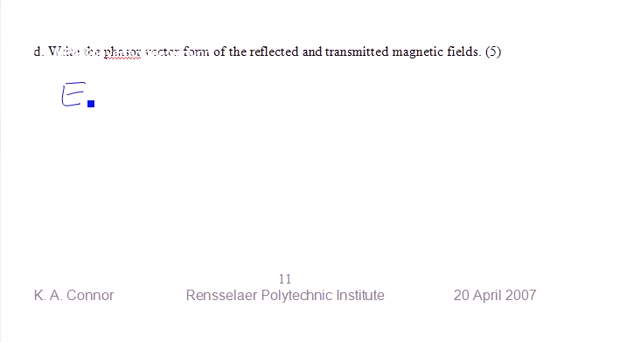 d. Write the phasor vector form of the reflected and transmitted magnetic fields. (5)
E
11
K. A. Connor Rensselaer Polytechnic Institute 20 April 2007